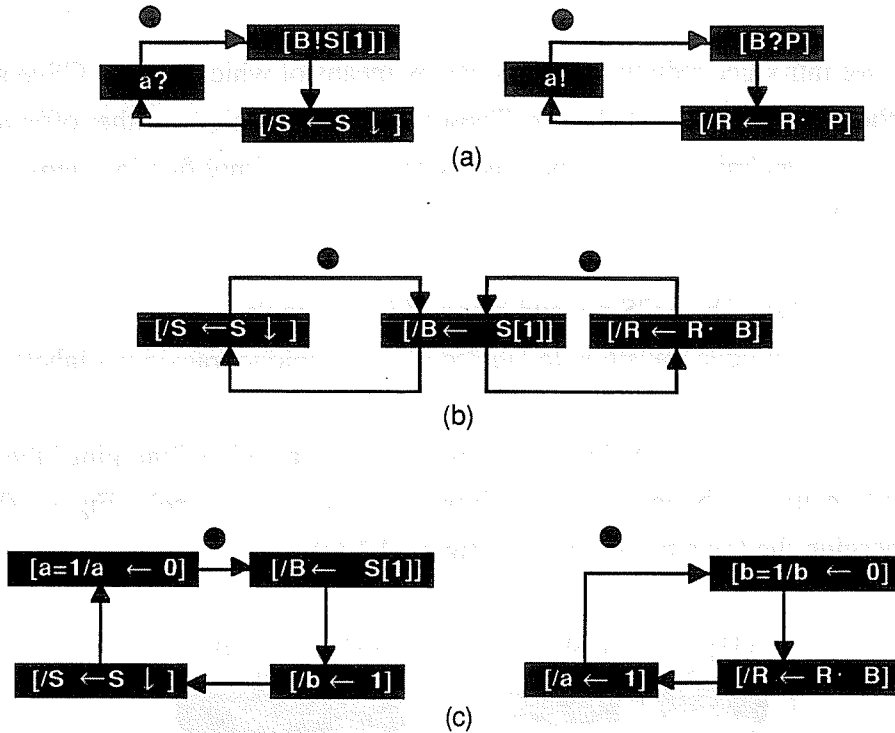 [B!S[1]] [B?P]
a? a!
[/S ←S ↓ ] [/R ← R· P]
(a)
[/S ←S ↓ ] [/B ← S[1]] [/R ← R· B]
(b)
[a=1/a ← 0] [/B ← S[1]] [b=1/b ← 0]
[/S ←S ↓ ] [/b ← 1] [/a ← 1] [/R ← R· B]
(c)